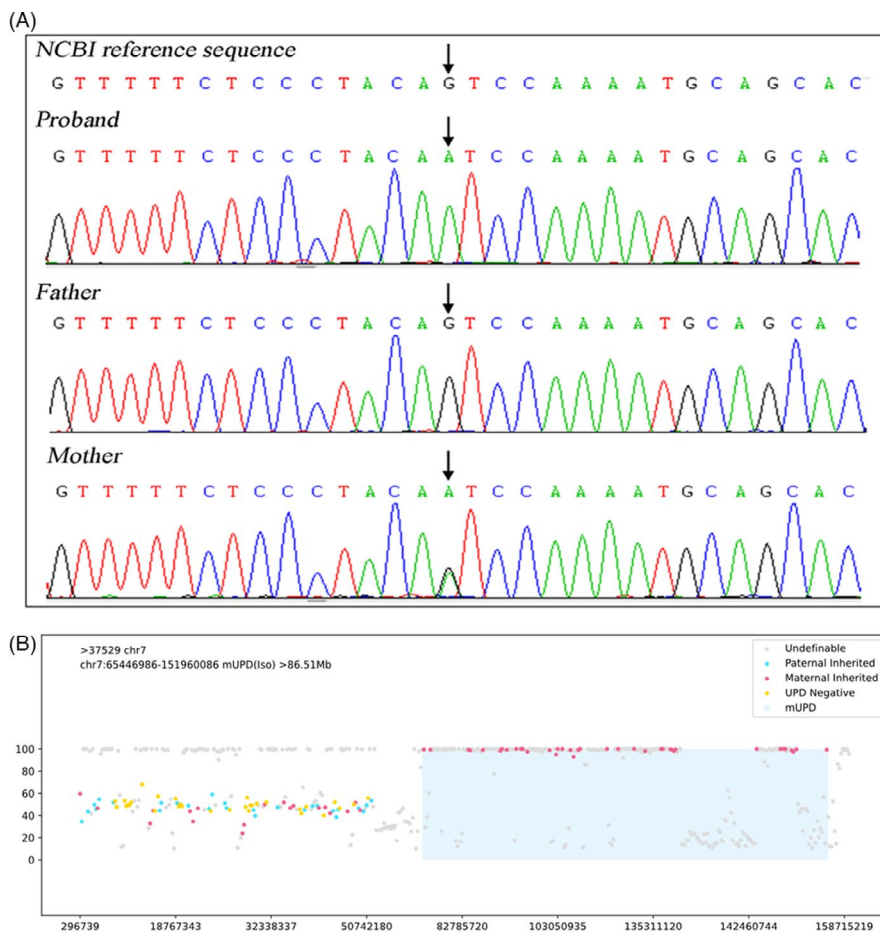 (A)
NCBI reference sequence
G T T T T T C T C C C T A C A G T C C A A A A T G C A G C A C
Proband
G T T T T T C T C C C T A C A A T C C A A A A T G C A G C A C
Father
G T T T T T C T C C C T A C A G T C C A A A A T G C A G C A C
Mother
G T T T T T C T C C C T A C A A T C C A A A A T G C A G C A C
(B)
>37529 chr7
chr7:65446986-151960086 mUPD(Iso) >86.51Mb
Undefinable
Paternal Inherited
Maternal Inherited
UPD Negative
mUPD
100
80
60
40
20
0
296739 18767343 32338337 50742180 82785720 103050935 135311120 142460744 158715219